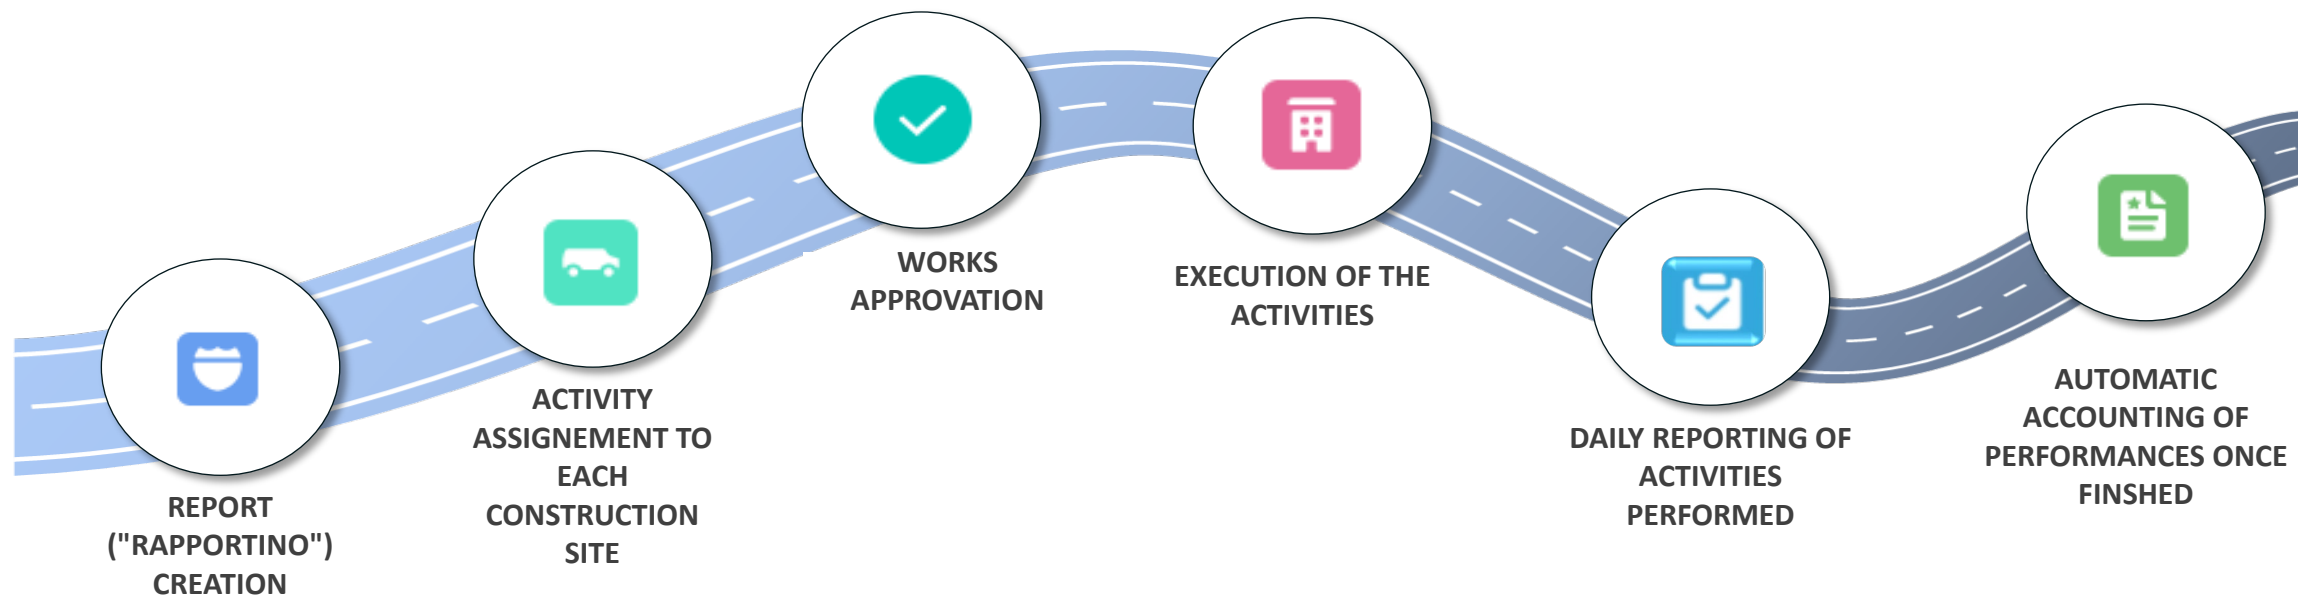 REPORT
("RAPPORTINO")
CREATION
ACTIVITY
ASSIGNEMENT TO
EACH
CONSTRUCTION
SITE
WORKS
APPROVATION
EXECUTION OF THE
ACTIVITIES
DAILY REPORTING OF
ACTIVITIES
PERFORMED
AUTOMATIC
ACCOUNTING OF
PERFORMANCES ONCE
FINSHED